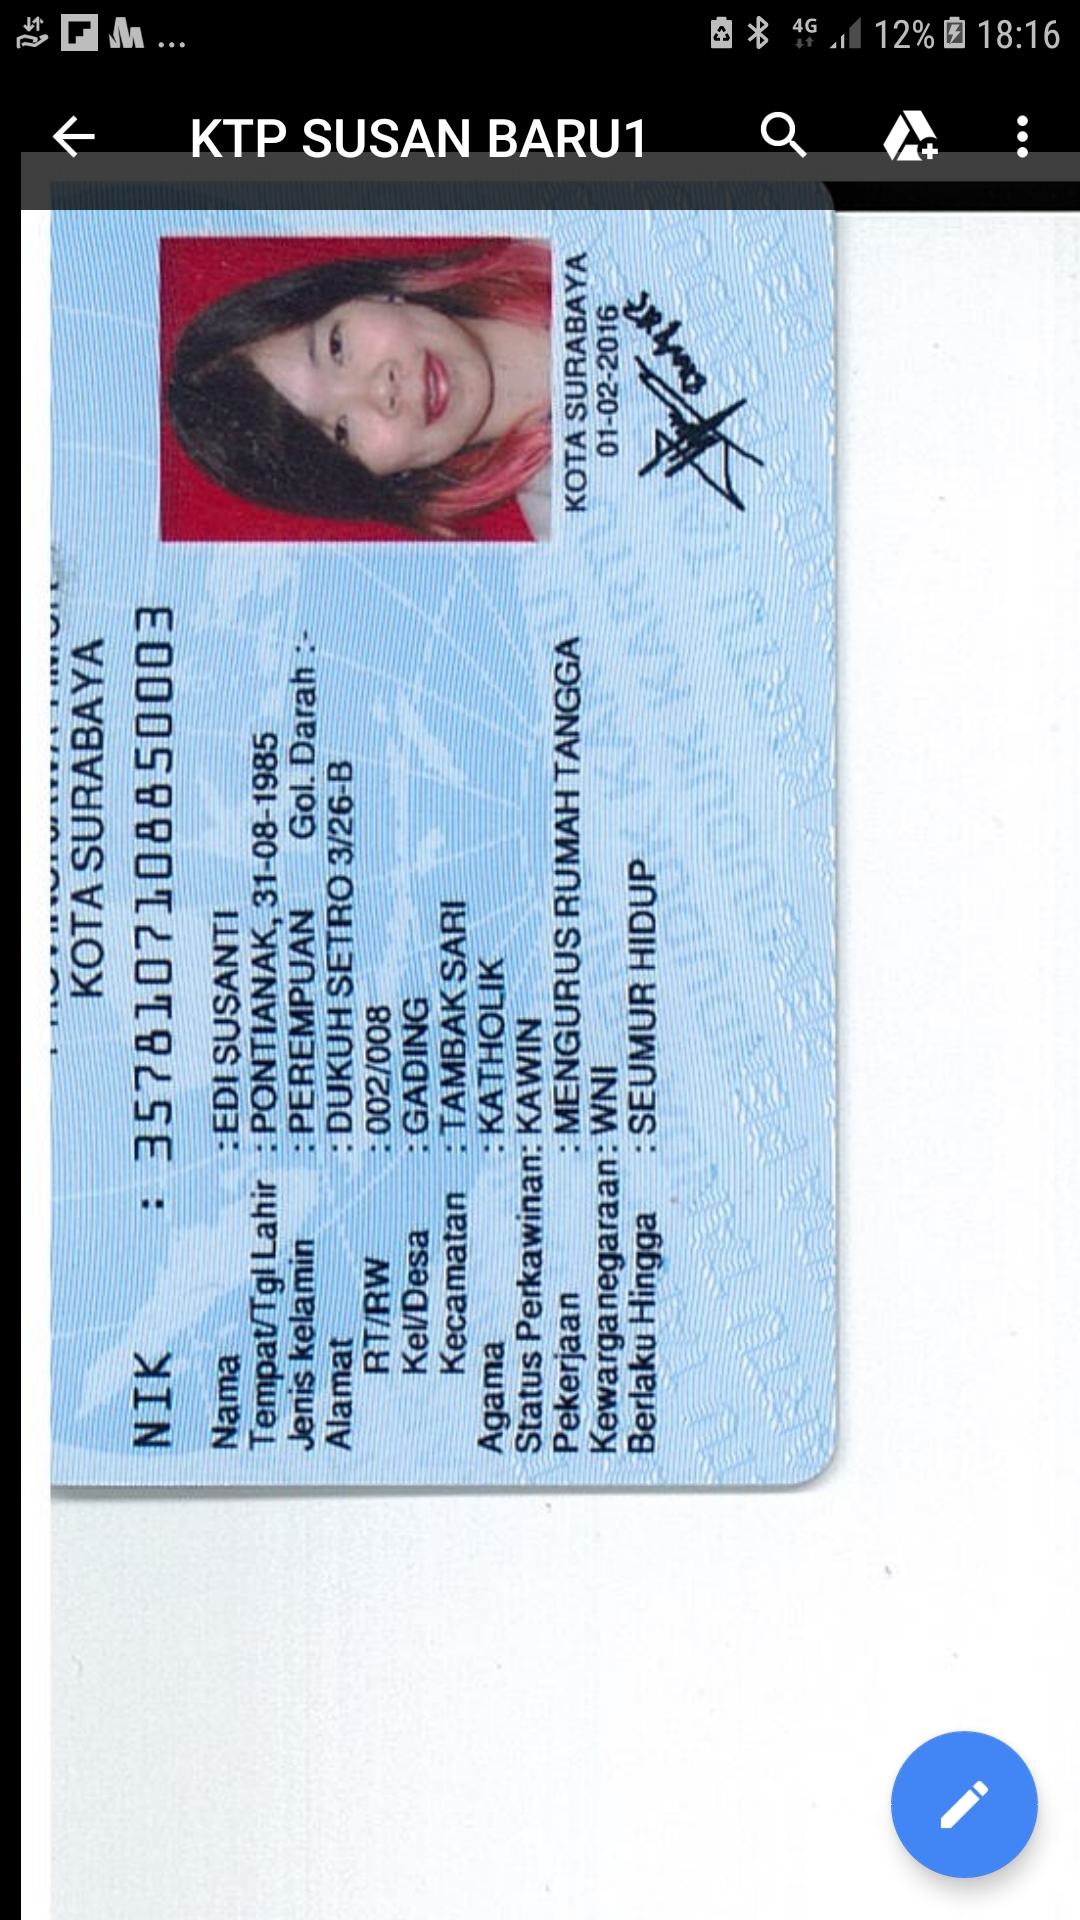 ... 4G 12% 18:16
KTP SUSAN BARU1
KOTA SURABAYA
NIK : 3578107108850003
Nama : EDI SUSANTI
Tempat/Tgl Lahir : PONTIANAK, 31-08-1985
Jenis kelamin : PEREMPUAN Gol. Darah :-
Alamat : DUKUH SETRO 3/26-B
RT/RW : 002/008
Kel/Desa : GADING
Kecamatan : TAMBAKSARI
Agama : KATHOLIK
Status Perkawinan: KAWIN
Pekerjaan : MENGURUS RUMAH TANGGA
Kewarganegaraan: WNI
Berlaku Hingga : SEUMUR HIDUP
KOTA SURABAYA
01-02-2016